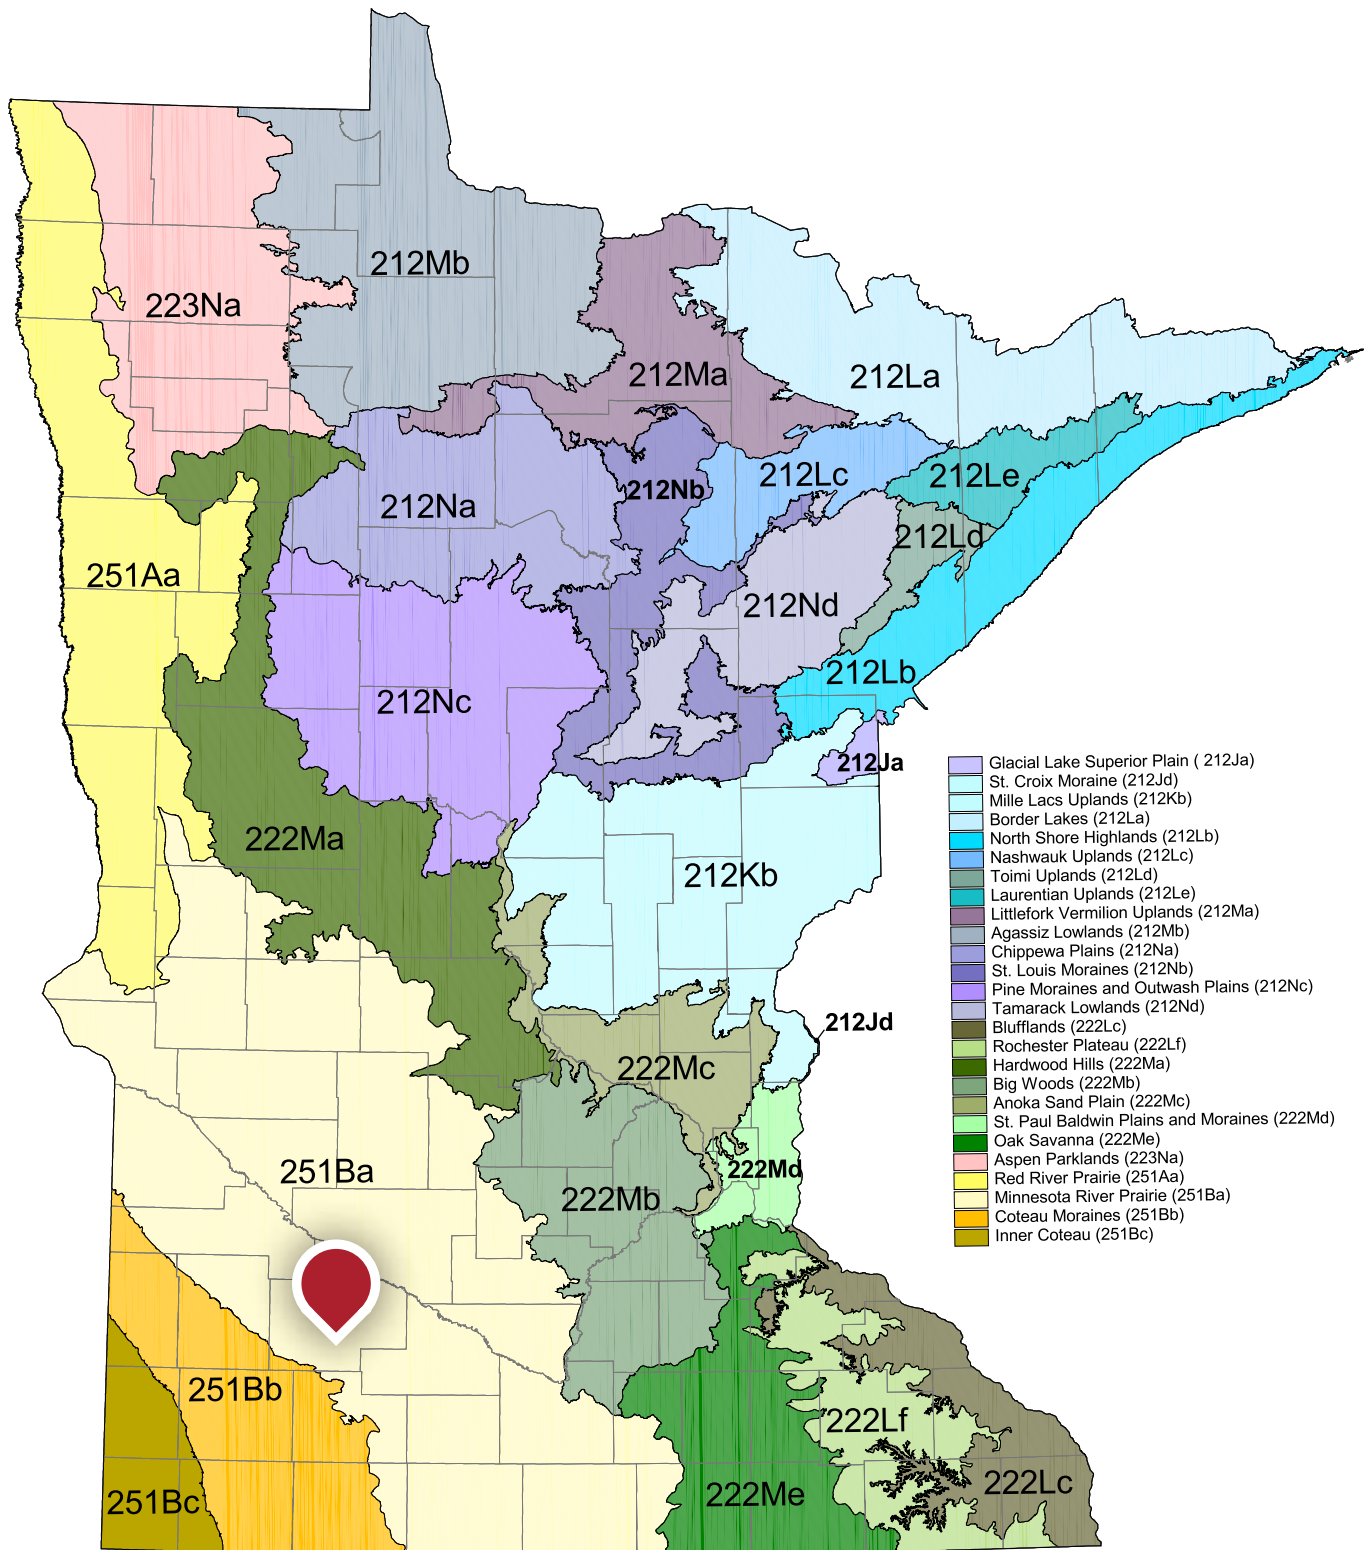 212Mb
223Na
212Ma
212La
212Lc
212Le
212Nb
212Na
212Ld
251Aa
212Nd
212Lb
212Nc
212Ja
222Ma
212Kb
212Jd
222Mc
251Ba
222Md
222Mb
251Bb
222Lf
222Lc
251Bc
222Me
Glacial Lake Superior Plain ( 212Ja)
St. Croix Moraine (212Jd)
Mille Lacs Uplands (212Kb)
Border Lakes (212La)
North Shore Highlands (212Lb)
Nashwauk Uplands (212Lc)
Toimi Uplands (212Ld)
Laurentian Uplands (212Le)
Littlefork Vermilion Uplands (212Ma)
Agassiz Lowlands (212Mb)
Chippewa Plains (212Na)
St. Louis Moraines (212Nb)
Pine Moraines and Outwash Plains (212Nc)
Tamarack Lowlands (212Nd)
Blufflands (222Lc)
Rochester Plateau (222Lf)
Hardwood Hills (222Ma)
Big Woods (222Mb)
Anoka Sand Plain (222Mc)
St. Paul Baldwin Plains and Moraines (222Md)
Oak Savanna (222Me)
Aspen Parklands (223Na)
Red River Prairie (251Aa)
Minnesota River Prairie (251Ba)
Coteau Moraines (251Bb)
Inner Coteau (251Bc)